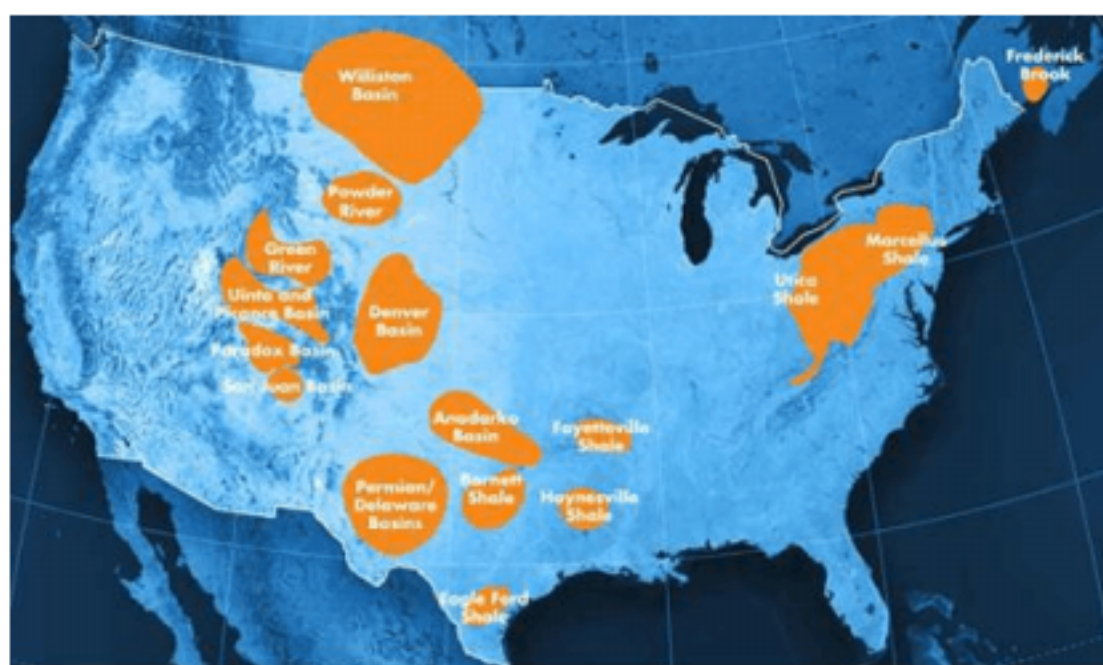 Williston
Basin
Frederick
Brook
Powder
River
Green
River
Marcellus
Shale
Utica
Shale
Uinta and
Piceance Basin
Denver
Basin
Paradox Basin
San Juan Basin
Anadarko
Basin
Fayetteville
Shale
Permian/
Delaware
Basins
Barnett
Shale
Haynesville
Shale
Eagle Ford
Shale